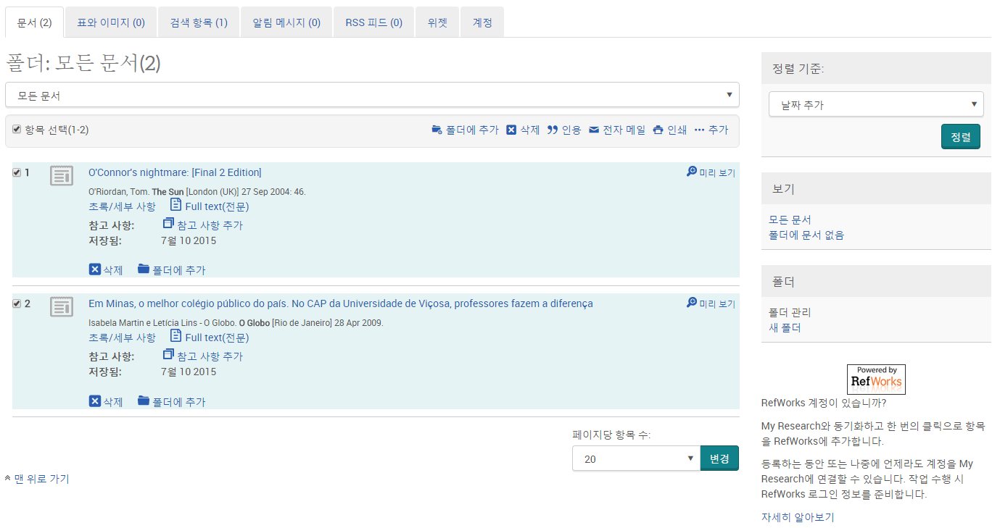 문서 (2)
표와 이미지 (0)
검색 항목 (1)
알림 메시지 (0)
RSS 피드 (0)
위젯
계정
폴더: 모든 문서(2)
모든 문서
항목 선택(1-2)
폴더에 추가
삭제
인용
전자 메일
인쇄
추가
1
O'Connor's nightmare: [Final 2 Edition]
미리 보기
O'Riordan, Tom. The Sun [London (UK)] 27 Sep 2004: 46.
초록/세부 사항 Full text(전문)
참고 사항: 참고 사항 추가
저장됨: 7월 10 2015
삭제 폴더에 추가
2
Em Minas, o melhor colégio público do país. No CAP da Universidade de Viçosa, professores fazem a diferença
미리 보기
Isabela Martin e Letícia Lins - O Globo. O Globo [Rio de Janeiro] 28 Apr 2009.
초록/세부 사항 Full text(전문)
참고 사항: 참고 사항 추가
저장됨: 7월 10 2015
삭제 폴더에 추가
페이지당 항목 수:
20
변경
맨 위로 가기
정렬 기준:
날짜 추가
정렬
보기
모든 문서
폴더에 문서 없음
폴더
폴더 관리
새 폴더
Powered by
RefWorks
RefWorks 계정이 있습니까?
My Research와 동기화하고 한 번의 클릭으로 항목
을 RefWorks에 추가합니다.
등록하는 동안 또는 나중에 언제라도 계정을 My
Research에 연결할 수 있습니다. 작업 수행 시
RefWorks 로그인 정보를 준비합니다.
자세히 알아보기